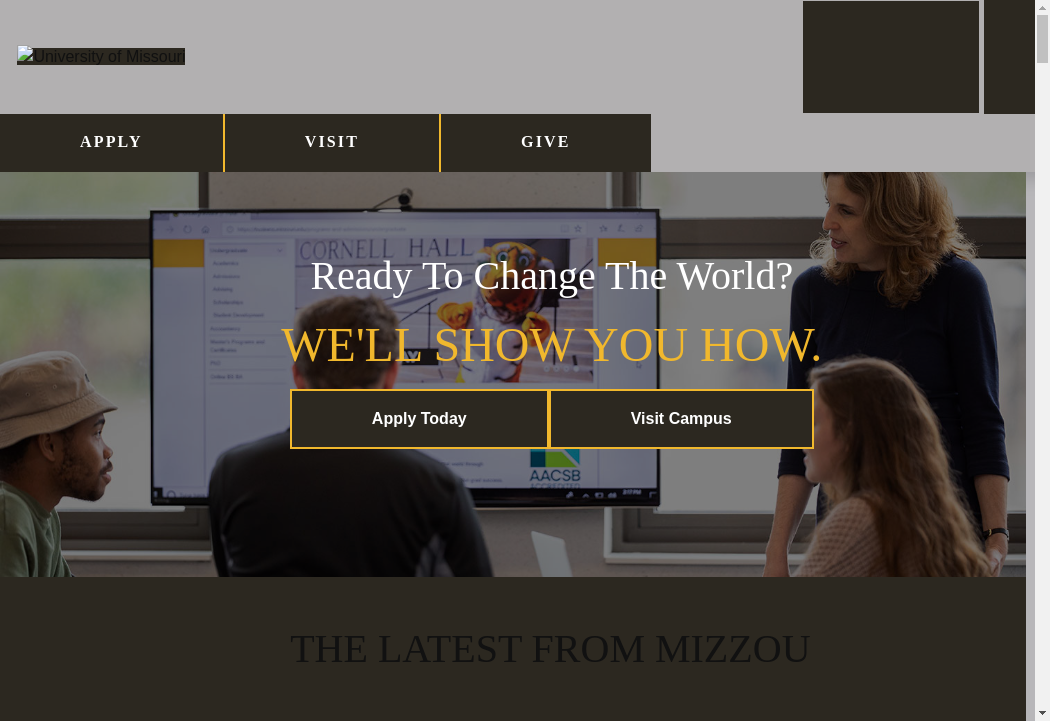 University of Missouri
APPLY
VISIT
GIVE
CORNELL HALL
Ready To Change The World?
WE'LL SHOW YOU HOW.
Apply Today
Visit Campus
AACSB
ACCREDITED
THE LATEST FROM MIZZOU